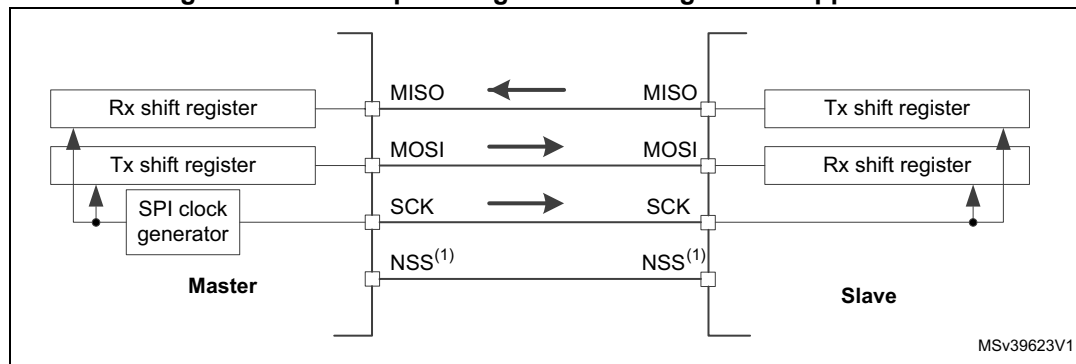 MISO MISO
Rx shift register Tx shift register
MOSI MOSI
Tx shift register Rx shift register
SCK SCK
SPI clock
generator
NSS(1) NSS(1)
Master
Slave
MSv39623V1